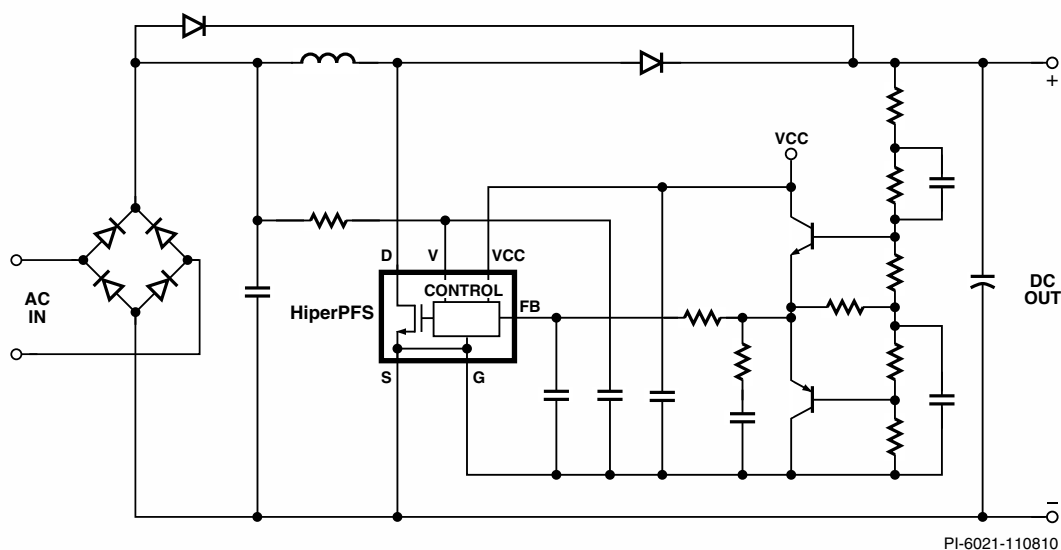 +
VCC
D
V
VCC
CONTROL
HiperPFS
FB
AC
IN
DC
OUT
S
G
−
PI-6021-110810